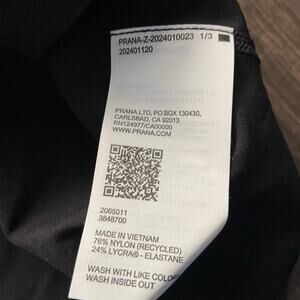 PRANA-Z-2024010023 1/3
202401120
PRANA LTD, PO BOX 130430,
CARLSBAD, CA 92013
RN124977/CA00000
WWW.PRANA.COM
2065011
3848700
MADE IN VIETNAM
76% NYLON (RECYCLED)
24% LYCRA® - ELASTANE
WASH WITH LIKE COLO
WASH INSIDE OUT